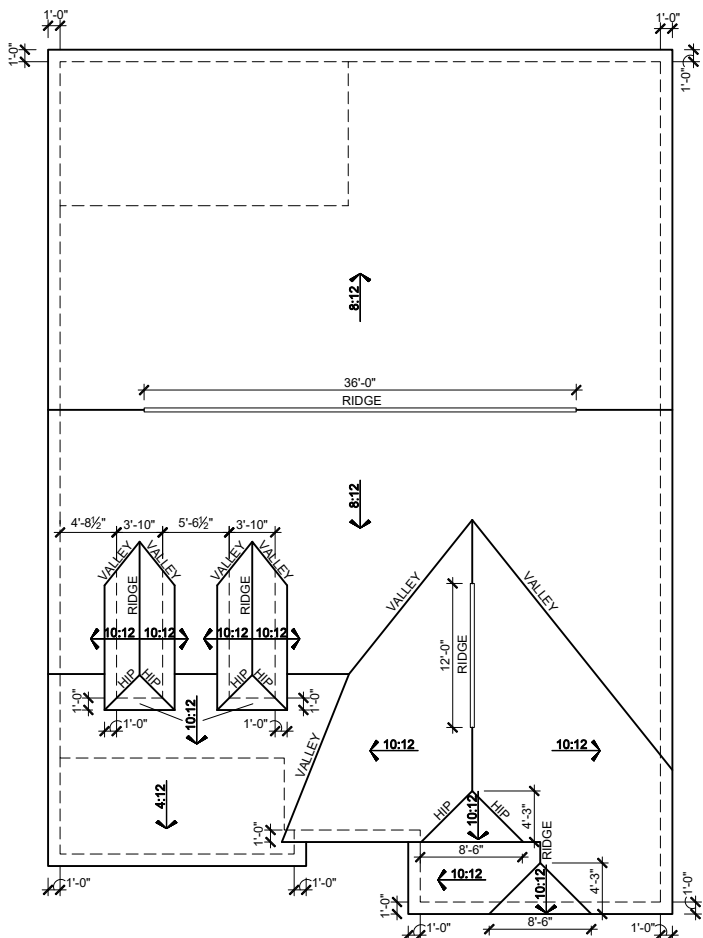 1'-0"
1'-0"
1'-0"
1'-0"
8:12
36'-0"
RIDGE
8:12
4'-8½"
3'-10"
5'-6½"
3'-10"
VALLEY
VALLEY
VALLEY
VALLEY
RIDGE
RIDGE
VALLEY
VALLEY
12'-0"
RIDGE
10:12
10:12
10:12
10:12
HIP
HIP
HIP
HIP
1'-0"
1'-0"
1'-0"
10:12
1'-0"
VALLEY
10:12
10:12
4:12
HIP
10:12
HIP
4'-3"
1'-0"
8'-6"
RIDGE
10:12
10:12
4'-3"
1'-0"
1'-0"
1'-0"
1'-0"
1'-0"
8'-6"
1'-0"
1'-0"